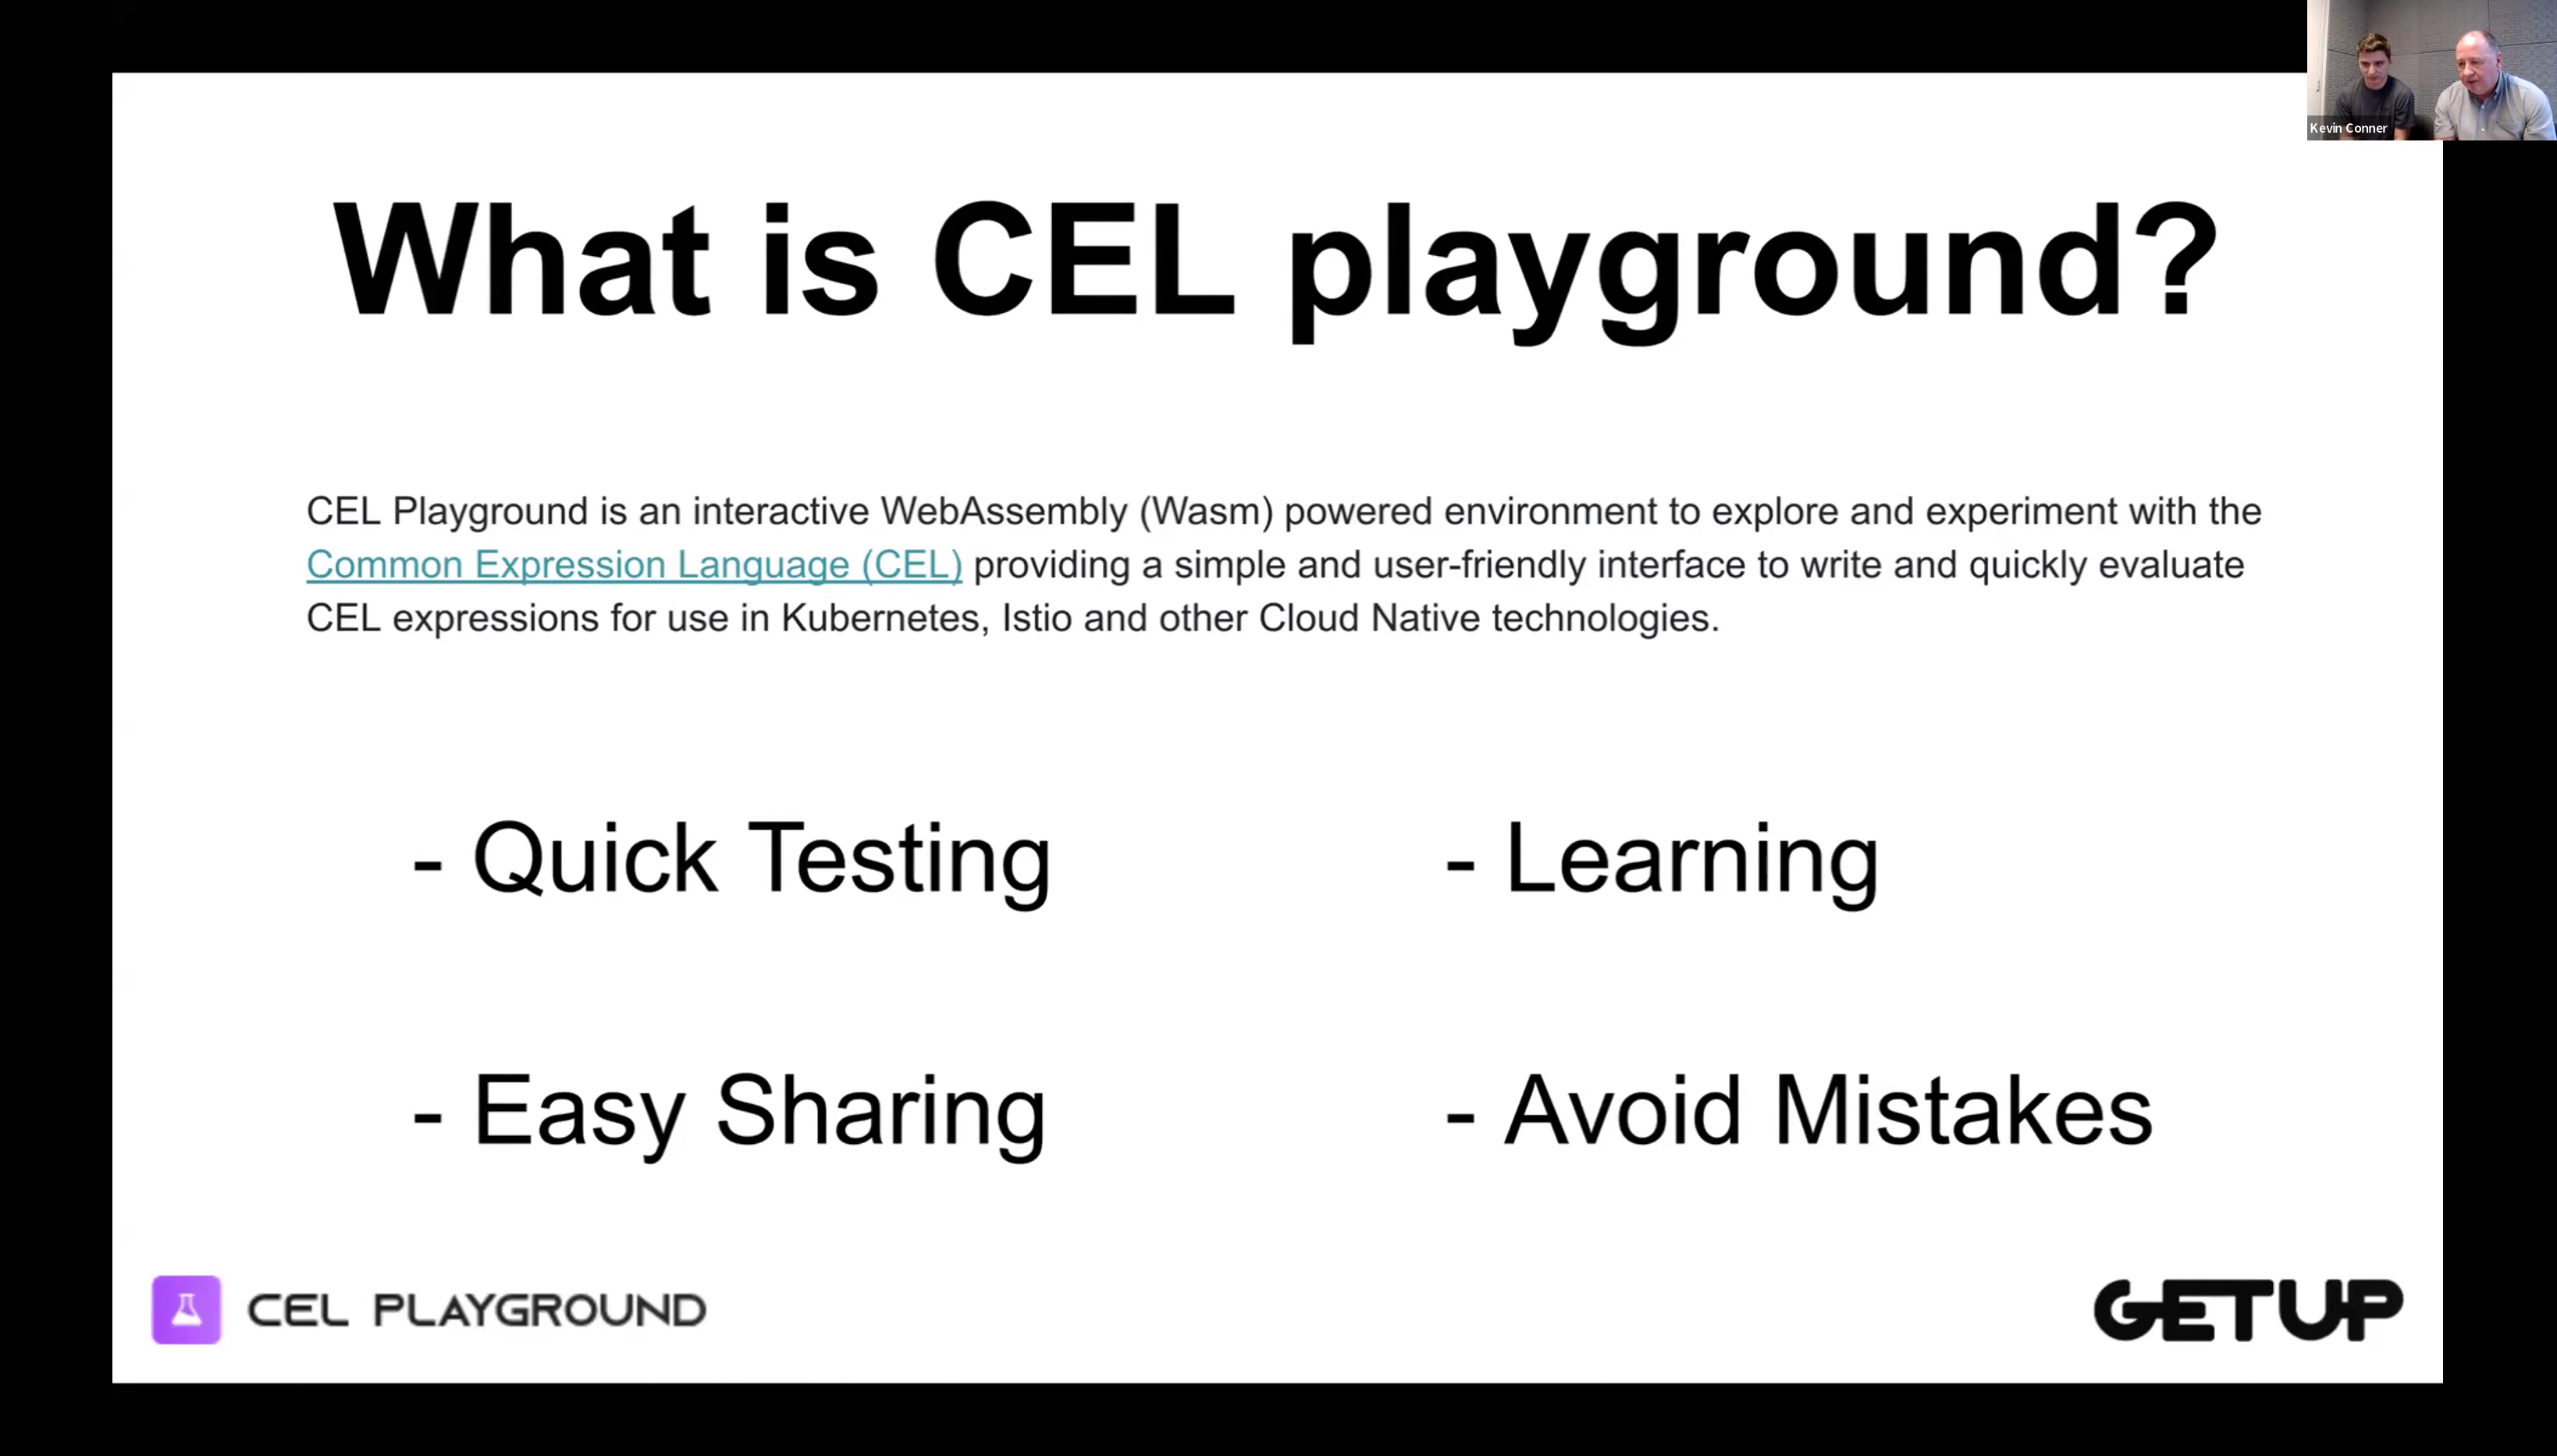 Kevin Conner
What is CEL playground?
CEL Playground is an interactive WebAssembly (Wasm) powered environment to explore and experiment with the
Common Expression Language (CEL) providing a simple and user-friendly interface to write and quickly evaluate
CEL expressions for use in Kubernetes, Istio and other Cloud Native technologies.
- Quick Testing
- Learning
- Easy Sharing
- Avoid Mistakes
CEL PLAYGROUND
GETUP